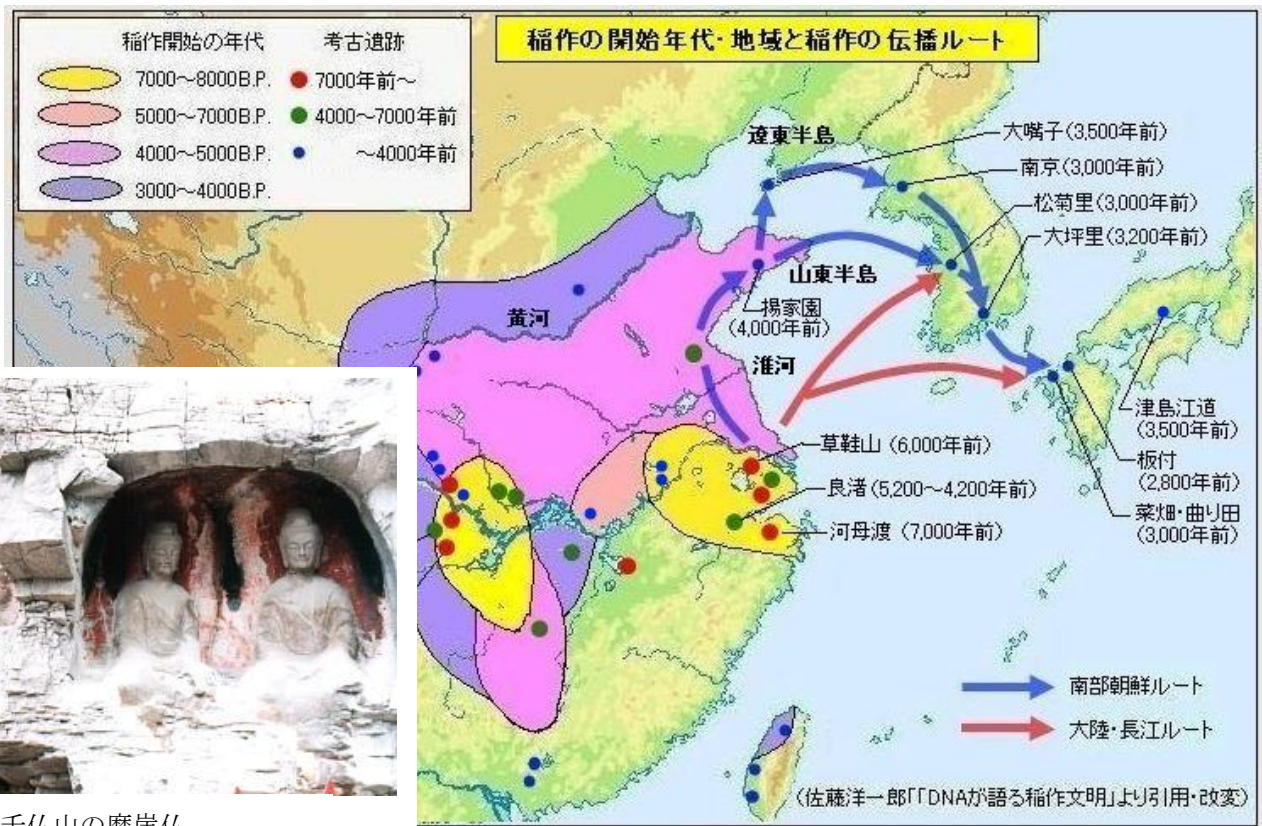 稲作の開始年代・地域と稲作の伝播ルート
稲作開始の年代
7000～8000B.P.
5000～7000B.P.
4000～5000B.P.
3000～4000B.P.
考古遺跡
7000年前～
4000～7000年前
～4000年前
遼東半島
大嘴子(3,500年前)
南京(3,000年前)
松菊里(3,000年前)
大坪里(3,200年前)
山東半島
揚家園
(4,000年前)
黄河
淮河
草鞋山(6,000年前)
良渚(5,200～4,200年前)
河母渡(7,000年前)
津島江道
(3,500年前)
板付
(2,800年前)
菜畑・曲り田
(3,000年前)
南部朝鮮ルート
大陸・長江ルート
(佐藤洋一郎「「DNAが語る稲作文明」より引用・改変)
千仏山の磨崖仏